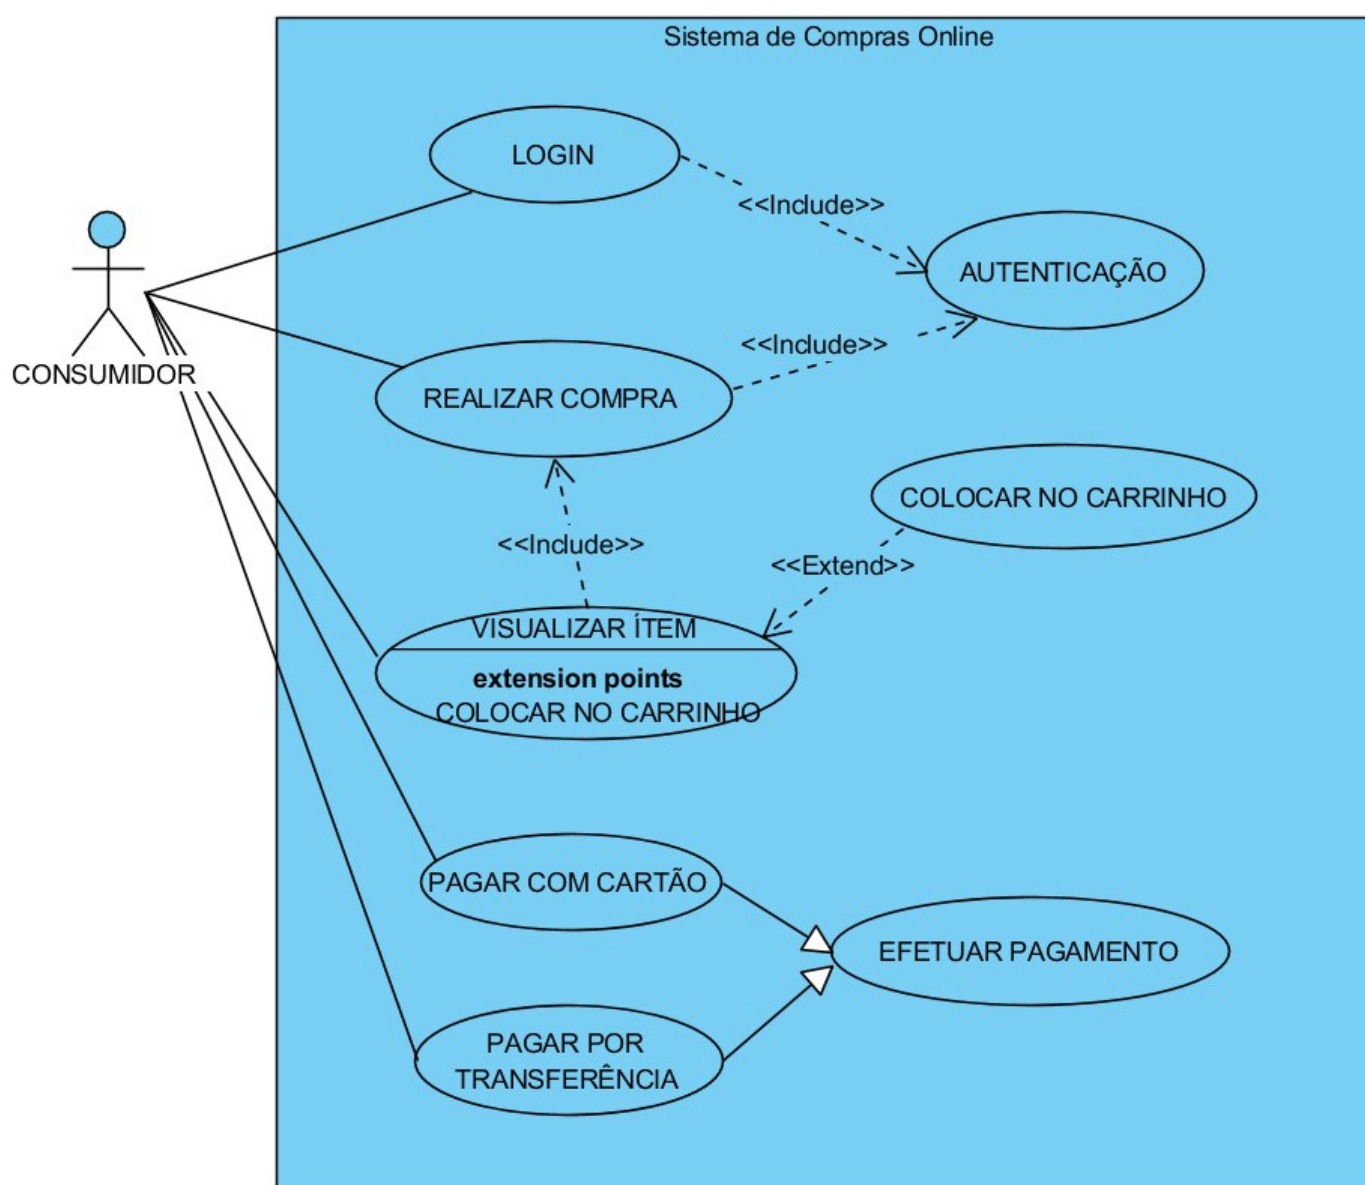 Sistema de Compras Online
LOGIN
<<Include>>
AUTENTICAÇÃO
<<Include>>
CONSUMIDOR
REALIZAR COMPRA
COLOCAR NO CARRINHO
<<Include>>
<<Extend>>
VISUALIZAR ÍTEM
extension points
COLOCAR NO CARRINHO
PAGAR COM CARTÃO
EFETUAR PAGAMENTO
PAGAR POR
TRANSFERÊNCIA